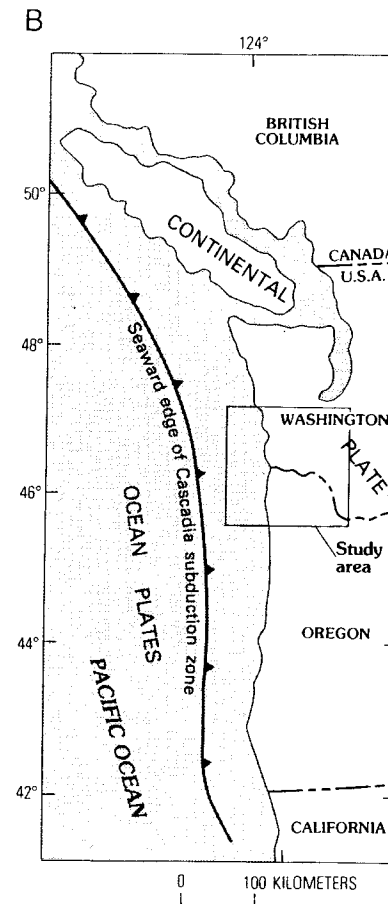 B
124°
BRITISH
COLUMBIA
50°
CONTINENTAL
CANADA
U.S.A.
48°
Seaward edge of Cascadia subduction zone
WASHINGTON
PLATE
46°
OCEAN PLATES
Study
area
44°
OREGON
PACIFIC OCEAN
42°
CALIFORNIA
0 100 KILOMETERS